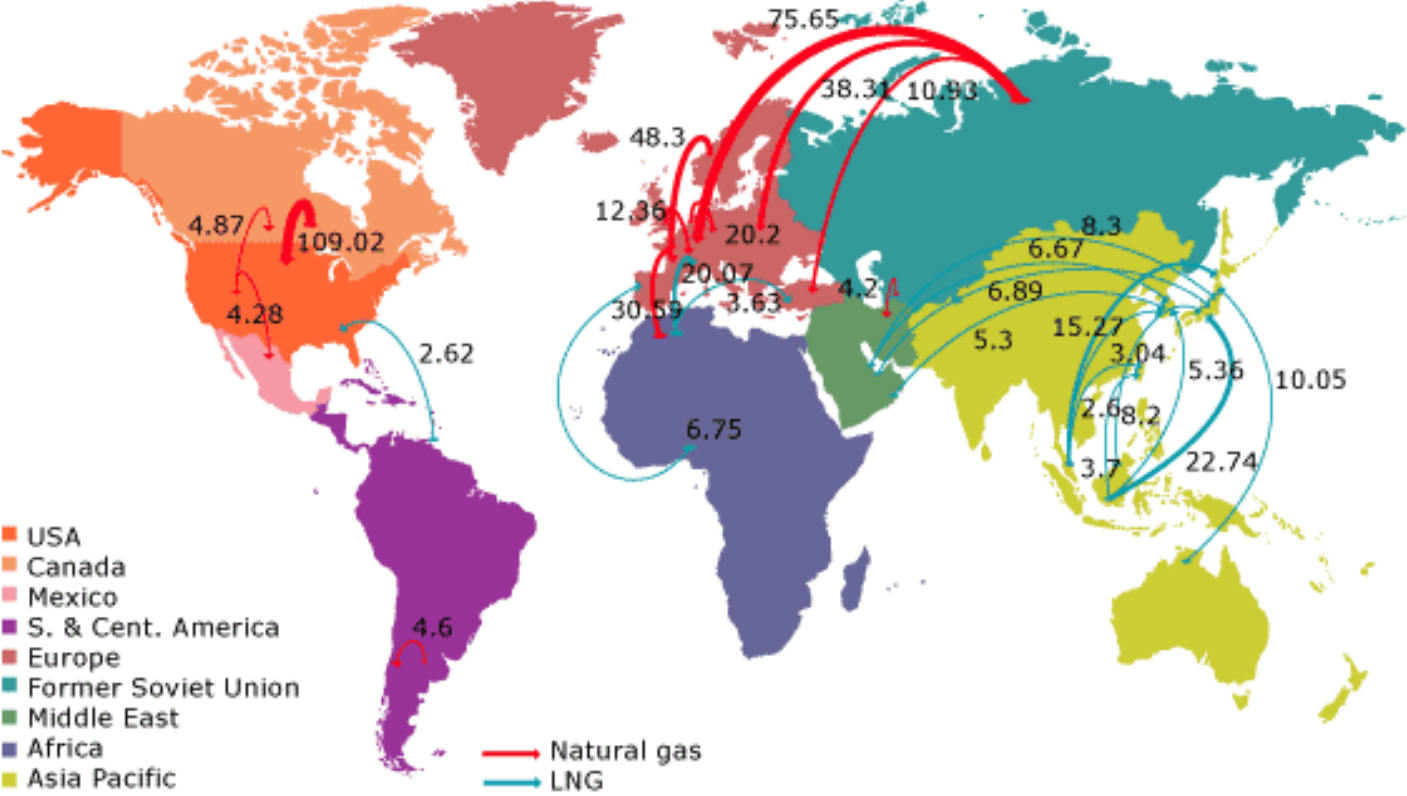 75.65
38.31
10.93
48.3
12.36
20.2
4.87
109.02
8.3
6.67
20.07
6.89
4.2
3.63
30.59
4.28
15.27
5.3
3.04
2.62
5.36
10.05
2.6
8.2
6.75
3.7
22.74
USA
Canada
Mexico
S. & Cent. America
4.6
Europe
Former Soviet Union
Middle East
Africa
Asia Pacific
Natural gas
LNG